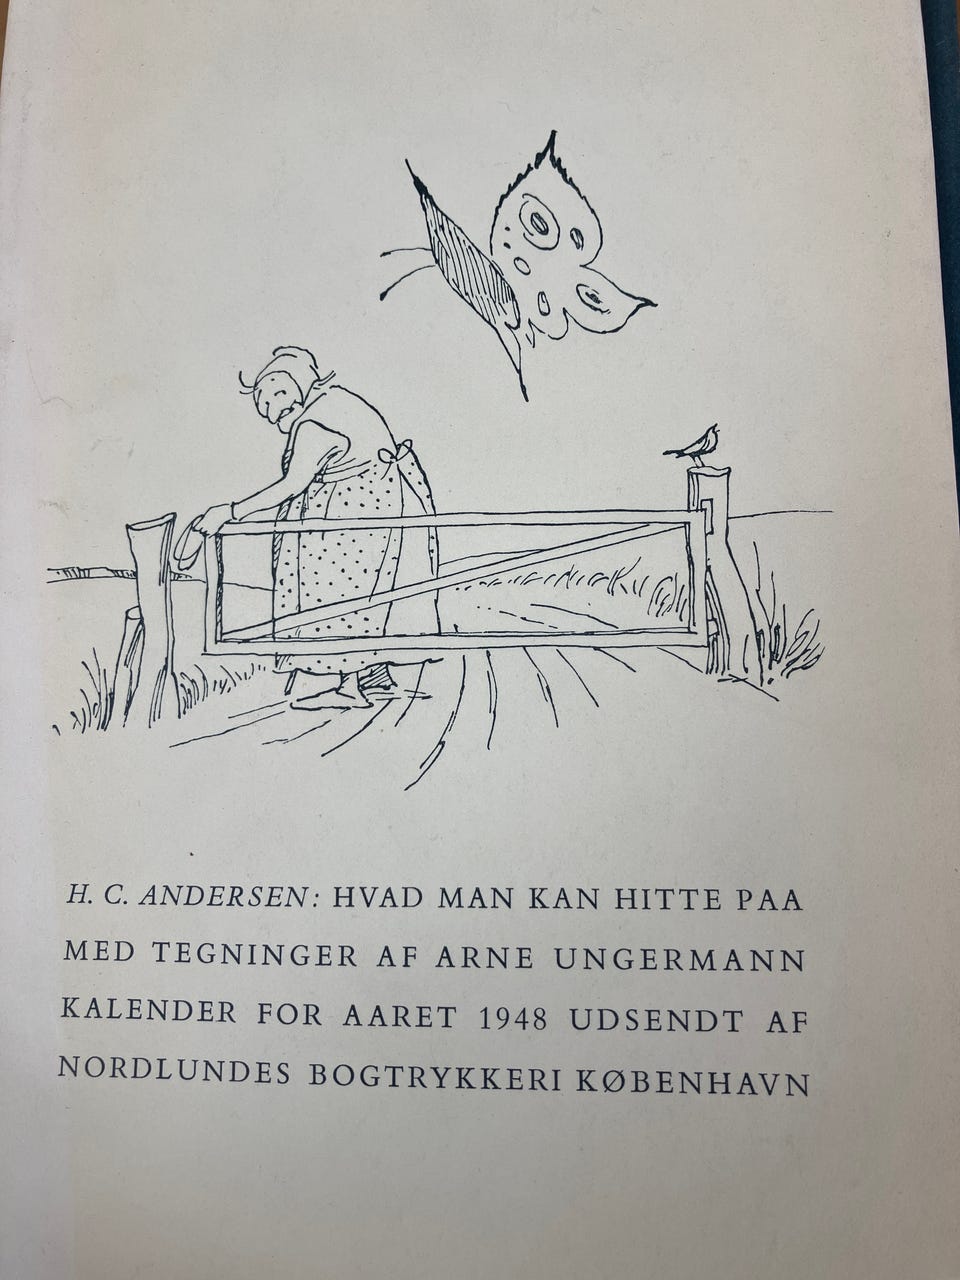 H. C. ANDERSEN: HVAD MAN KAN HITTE PAA
MED TEGNINGER AF ARNE UNGERMANN
KALENDER FOR AARET 1948 UDSENDT AF
NORDLUNDES BOGTRYKKERI KØBENHAVN